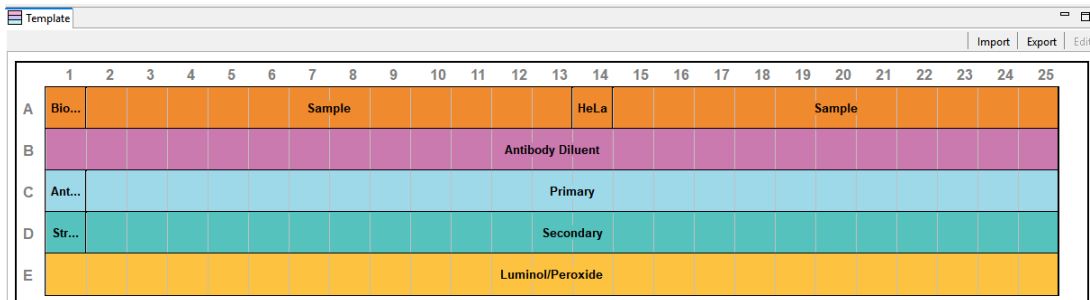 Template
Import Export Edit
1 2 3 4 5 6 7 8 9 10 11 12 13 14 15 16 17 18 19 20 21 22 23 24 25
A Bio... Sample HeLa Sample
B Antibody Diluent
C Ant... Primary
D Str... Secondary
E Luminol/Peroxide